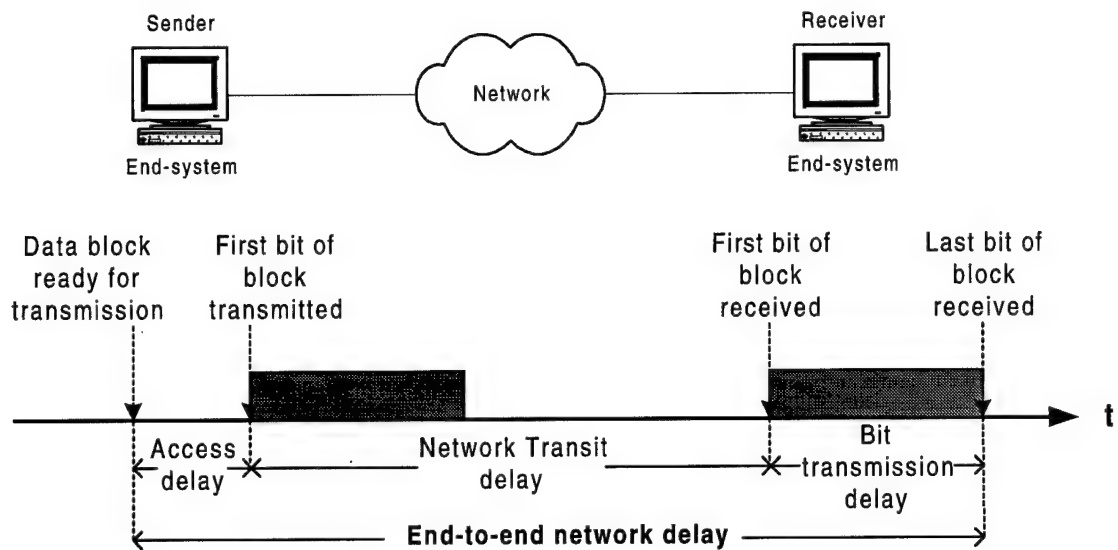 Sender
Receiver
Network
End-system
End-system
Data block
ready for
transmission
First bit of
block
transmitted
First bit of
block
received
Last bit of
block
received
t
Access
delay
Network Transit
delay
Bit
transmission
delay
End-to-end network delay